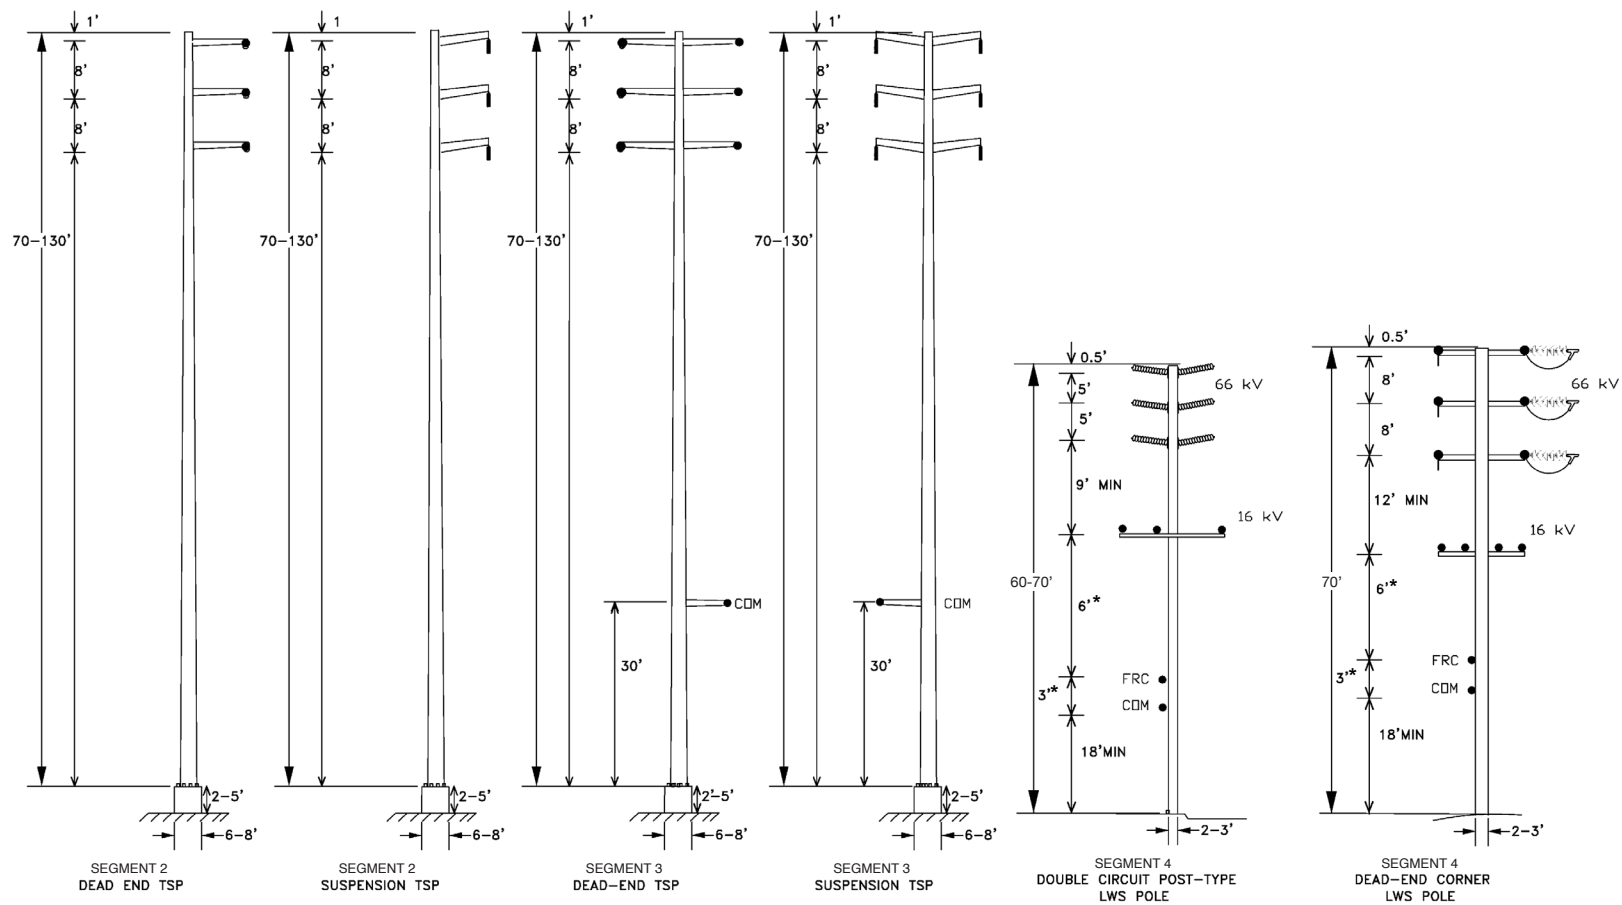 1'
8'
8'
70-130'
2-5'
6-8'
SEGMENT 2
DEAD END TSP
1
8'
8'
70-130'
2-5'
6-8'
SEGMENT 2
SUSPENSION TSP
1'
8'
8'
70-130'
COM
30'
2'-5'
6-8'
SEGMENT 3
DEAD-END TSP
1'
8'
8'
70-130'
COM
30'
2-5'
6-8'
SEGMENT 3
SUSPENSION TSP
0.5'
66 kV
5'
5'
9' MIN
16 kV
60-70'
6'*
FRC
3'*
COM
18'MIN
2-3'
SEGMENT 4
DOUBLE CIRCUIT POST-TYPE
LWS POLE
0.5'
8'
66 kV
8'
12' MIN
16 kV
70'
6'*
FRC
3'*
COM
18'MIN
2-3'
SEGMENT 4
DEAD-END CORNER
LWS POLE